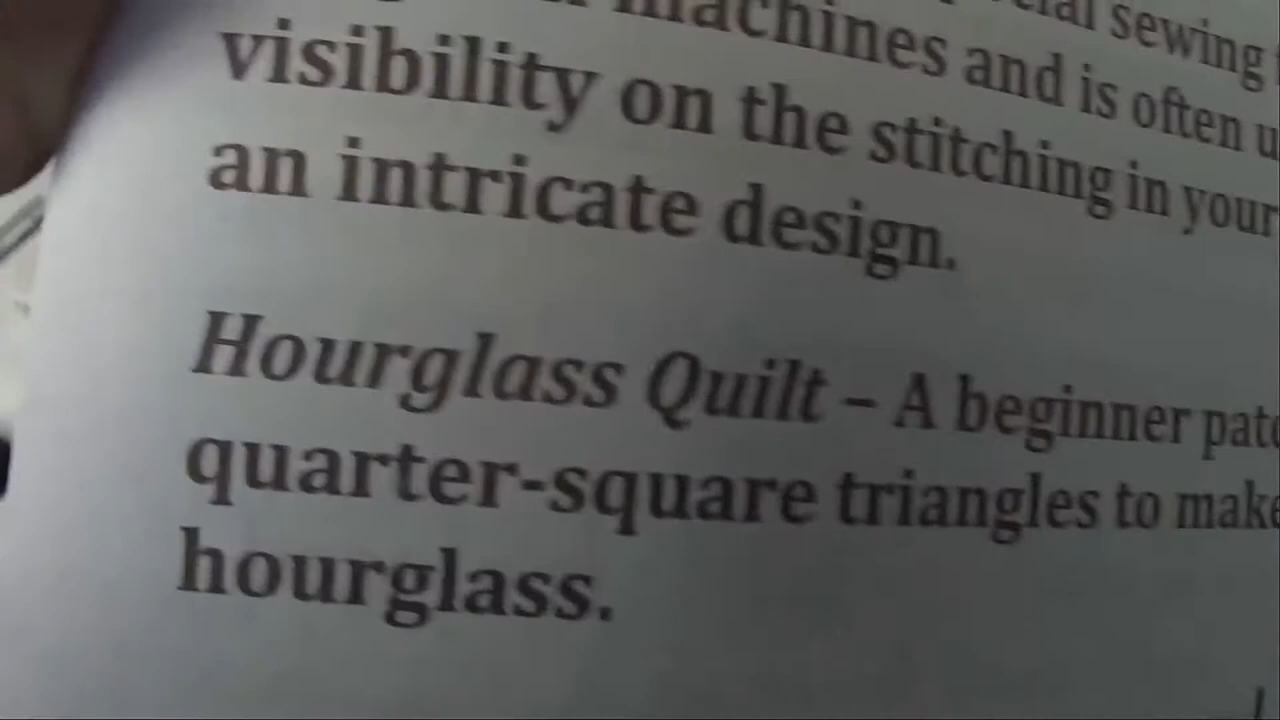 machines and is often
visibility on the stitching in your
an intricate design.
Hourglass Quilt – A beginner
quarter-square triangles to make
hourglass.